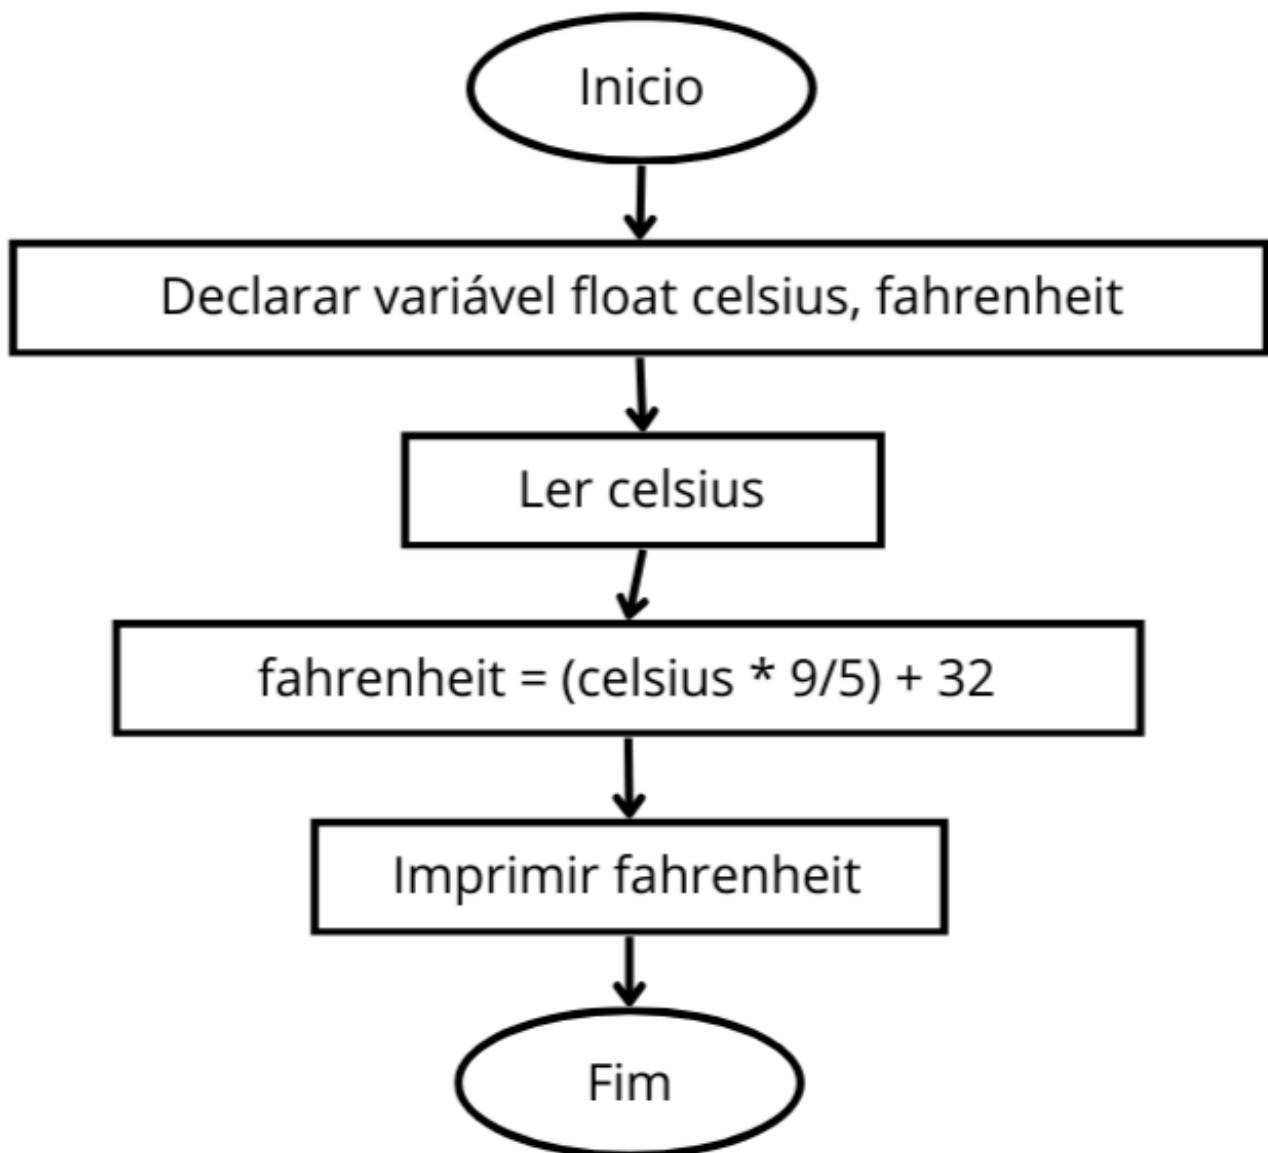 Inicio
Declarar variável float celsius, fahrenheit
Ler celsius
fahrenheit = (celsius * 9/5) + 32
Imprimir fahrenheit
Fim